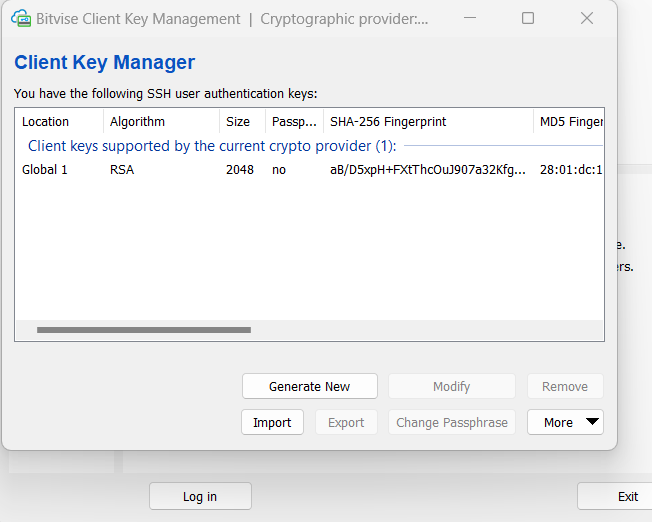 Bitvise Client Key Management | Cryptographic provider:...
Client Key Manager
You have the following SSH user authentication keys:
Location Algorithm Size Passp... SHA-256 Fingerprint MD5 Finger
Client keys supported by the current crypto provider (1):
Global 1 RSA 2048 no aB/D5xpH+FXtThcOuJ907a32Kfg... 28:01:dc:1
e.
ers.
Generate New Modify Remove
Import Export Change Passphrase More
Log in Exit